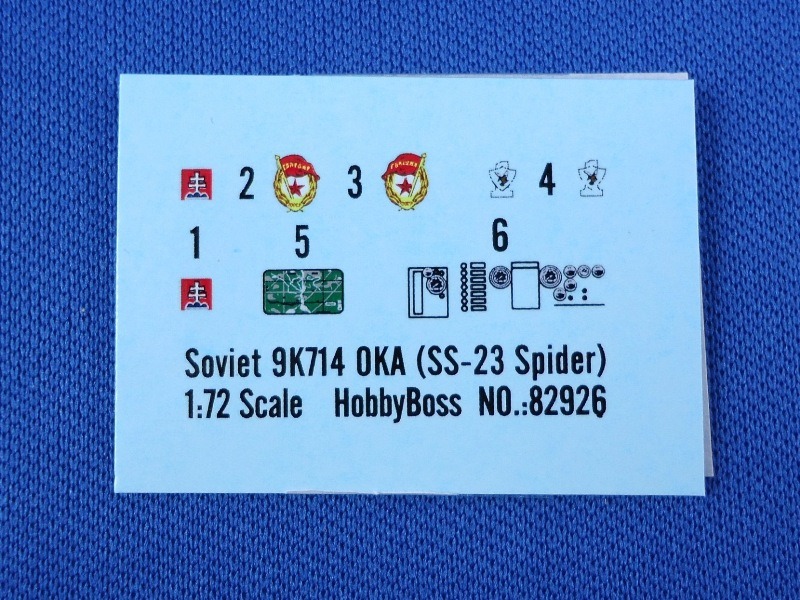 2 3 4
1 5 6
Soviet 9K714 OKA (SS-23 Spider)
1:72 Scale HobbyBoss NO.:82926